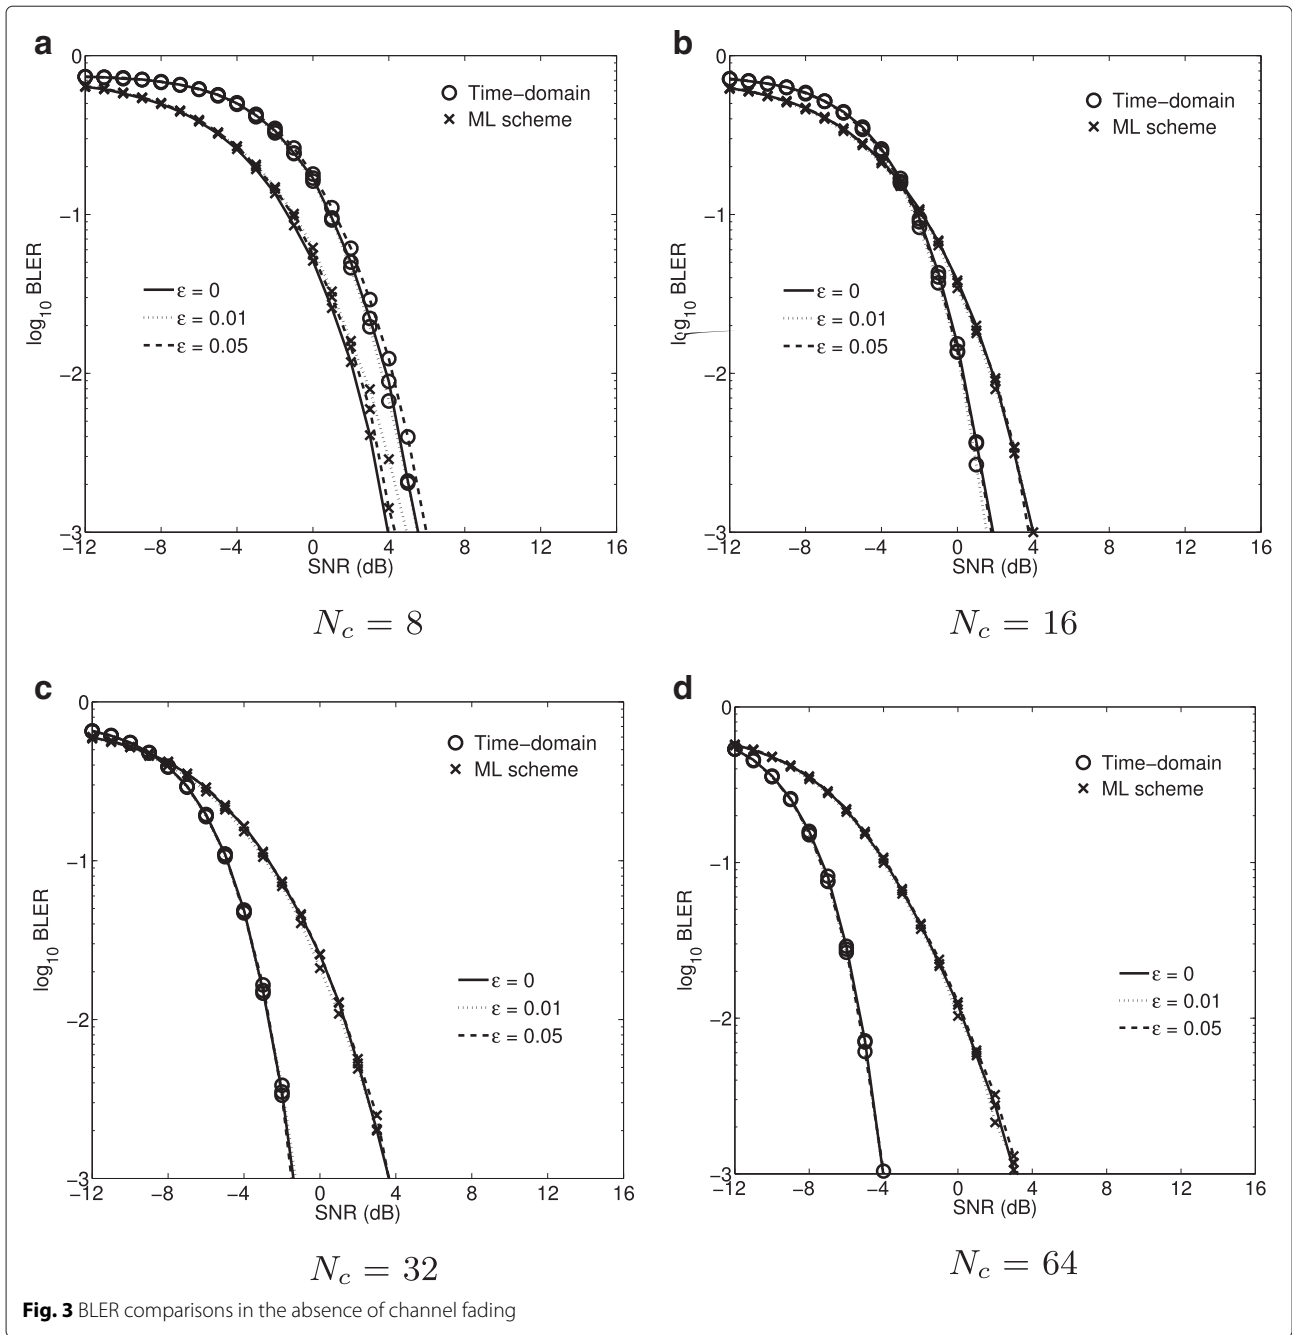 a
0
−1
−2
−3
log10 BLER
Time−domain
ML scheme
ε = 0
ε = 0.01
ε = 0.05
−12 −8 −4 0 4 8 12 16
SNR (dB)
Nc = 8
b
0
−1
−2
−3
log10 BLER
Time−domain
ML scheme
ε = 0
ε = 0.01
ε = 0.05
−12 −8 −4 0 4 8 12 16
SNR (dB)
Nc = 16
c
0
−1
−2
−3
log10 BLER
Time−domain
ML scheme
ε = 0
ε = 0.01
ε = 0.05
−12 −8 −4 0 4 8 12 16
SNR (dB)
Nc = 32
d
0
−1
−2
−3
log10 BLER
Time−domain
ML scheme
ε = 0
ε = 0.01
ε = 0.05
−12 −8 −4 0 4 8 12 16
SNR (dB)
Nc = 64
Fig. 3 BLER comparisons in the absence of channel fading